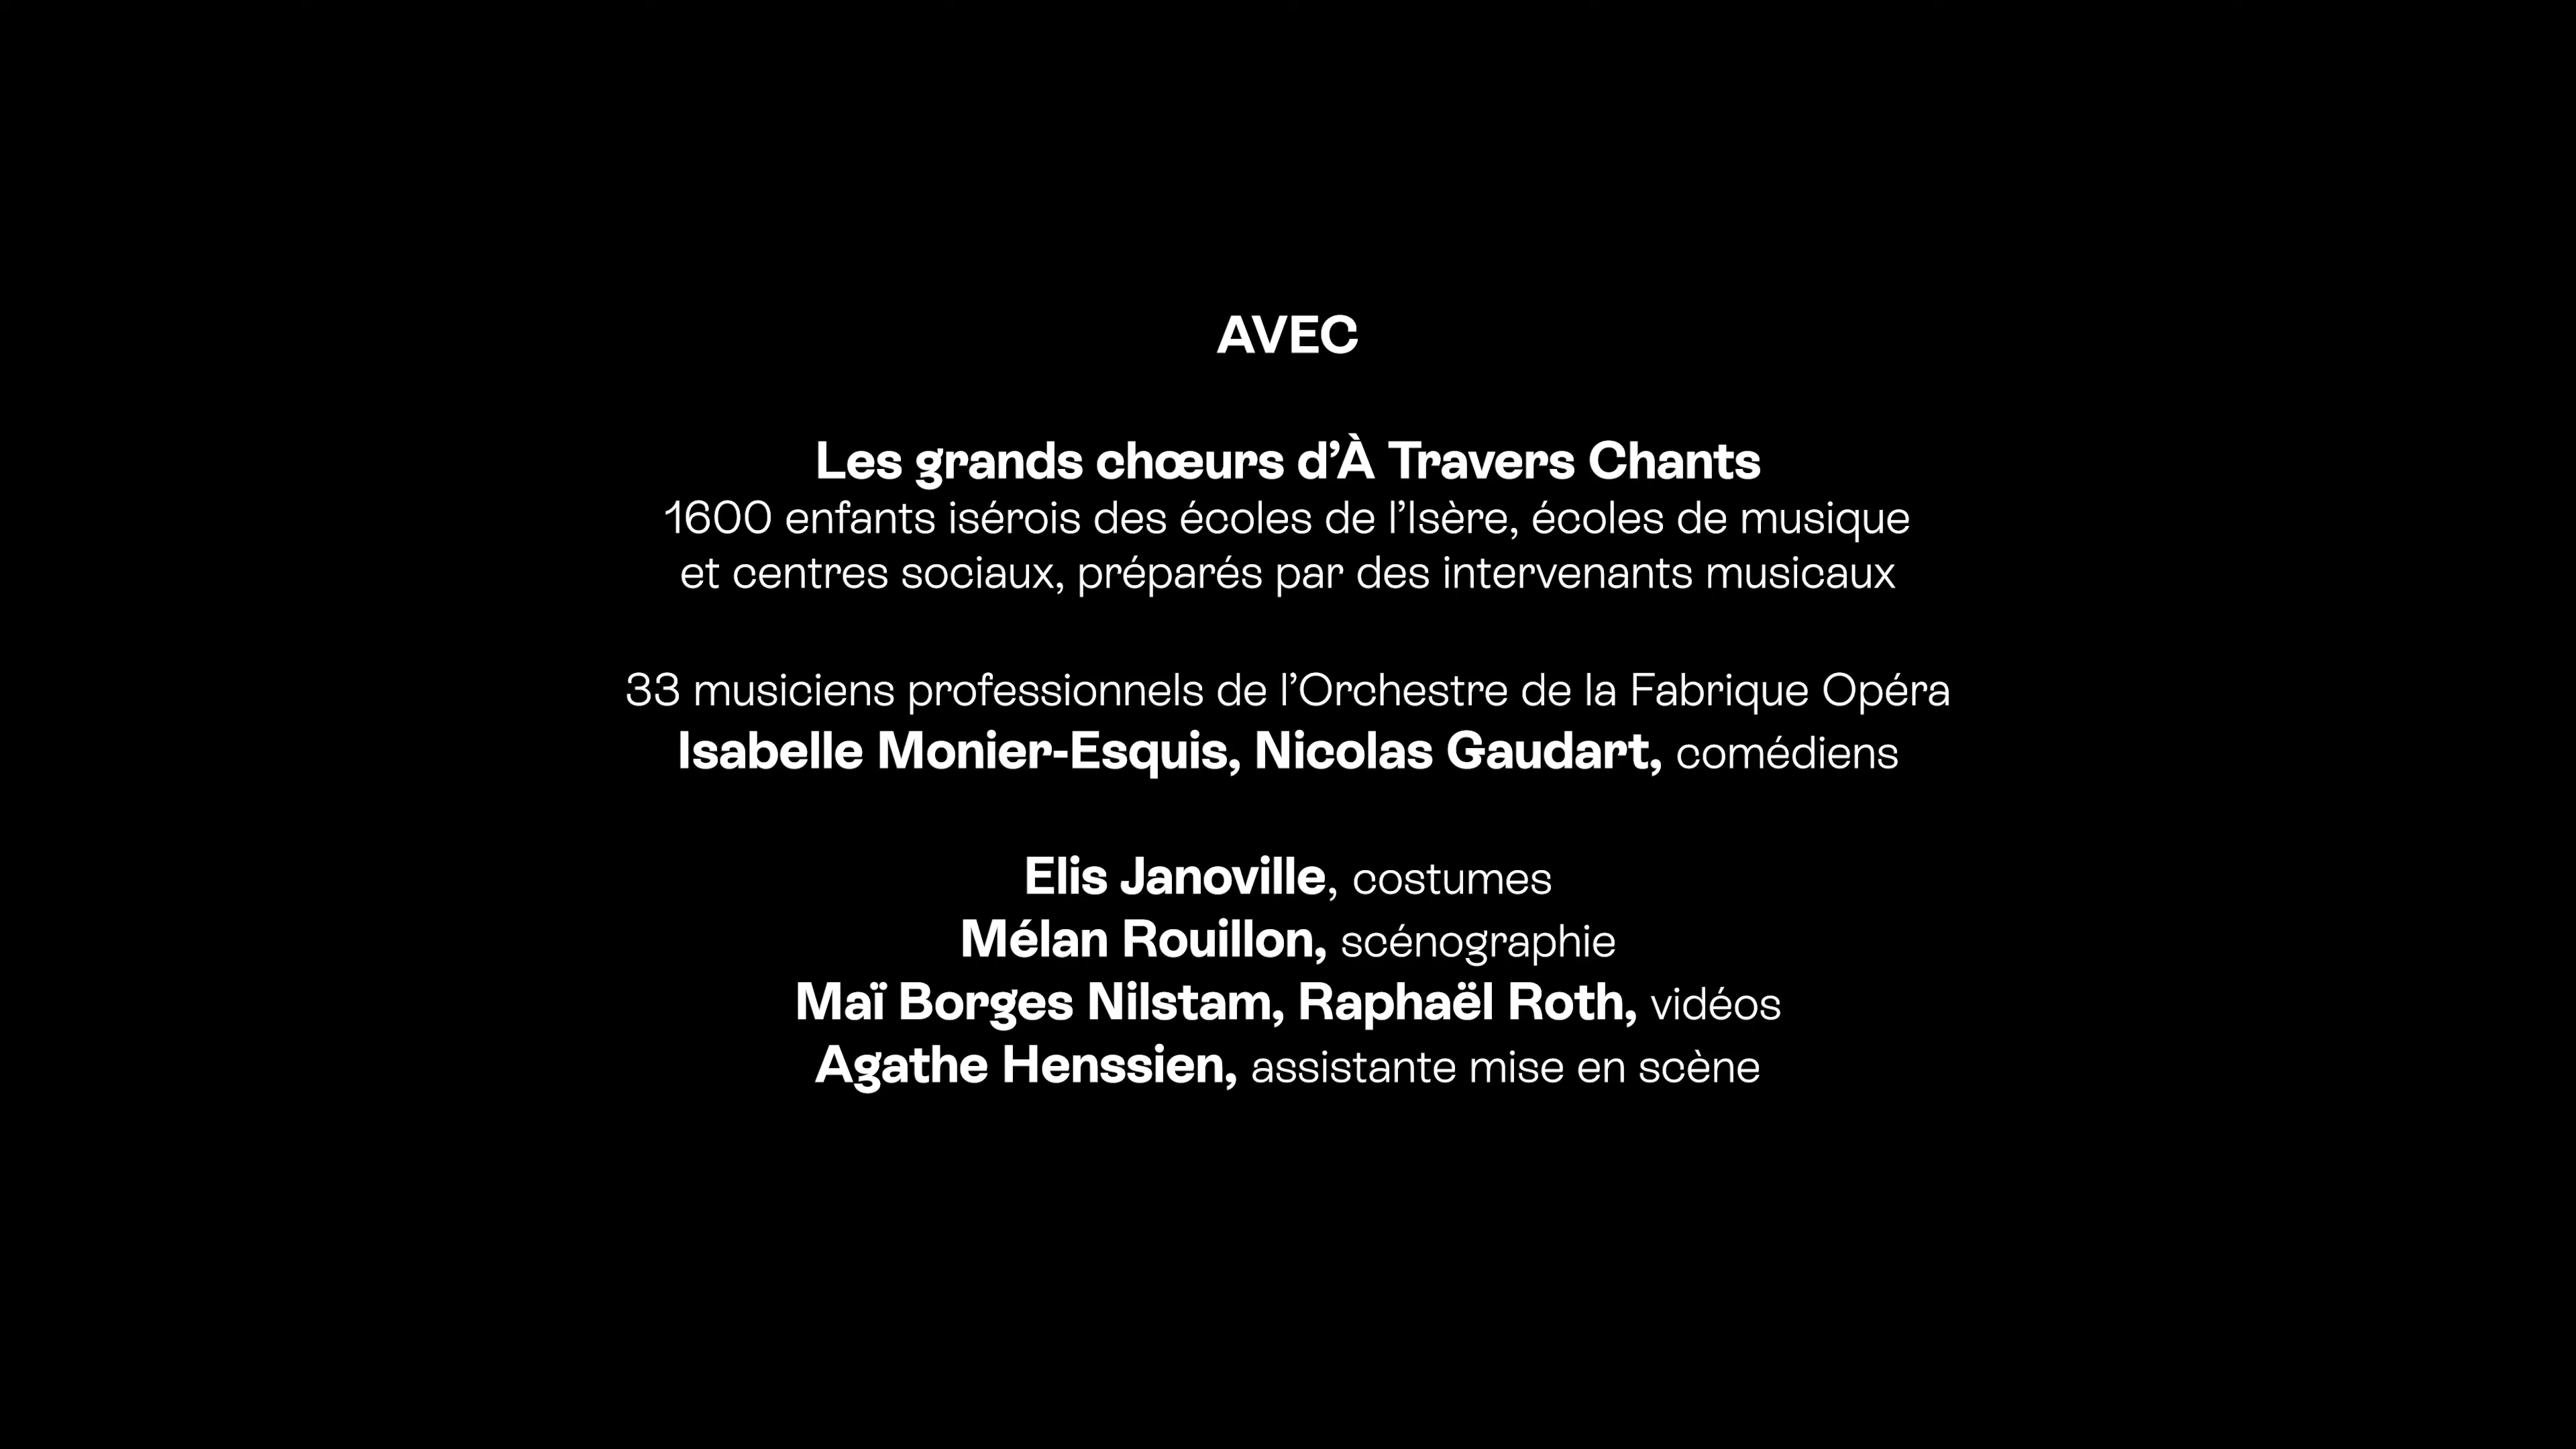 AVEC
Les grands chœurs d’À Travers Chants
1600 enfants isérois des écoles de l’Isère, écoles de musique
et centres sociaux, préparés par des intervenants musicaux
33 musiciens professionnels de l’Orchestre de la Fabrique Opéra
Isabelle Monier-Esquis, Nicolas Gaudart, comédiens
Elis Janoville, costumes
Mélan Rouillon, scénographie
Maï Borges Nilstam, Raphaël Roth, vidéos
Agathe Henssien, assistante mise en scène